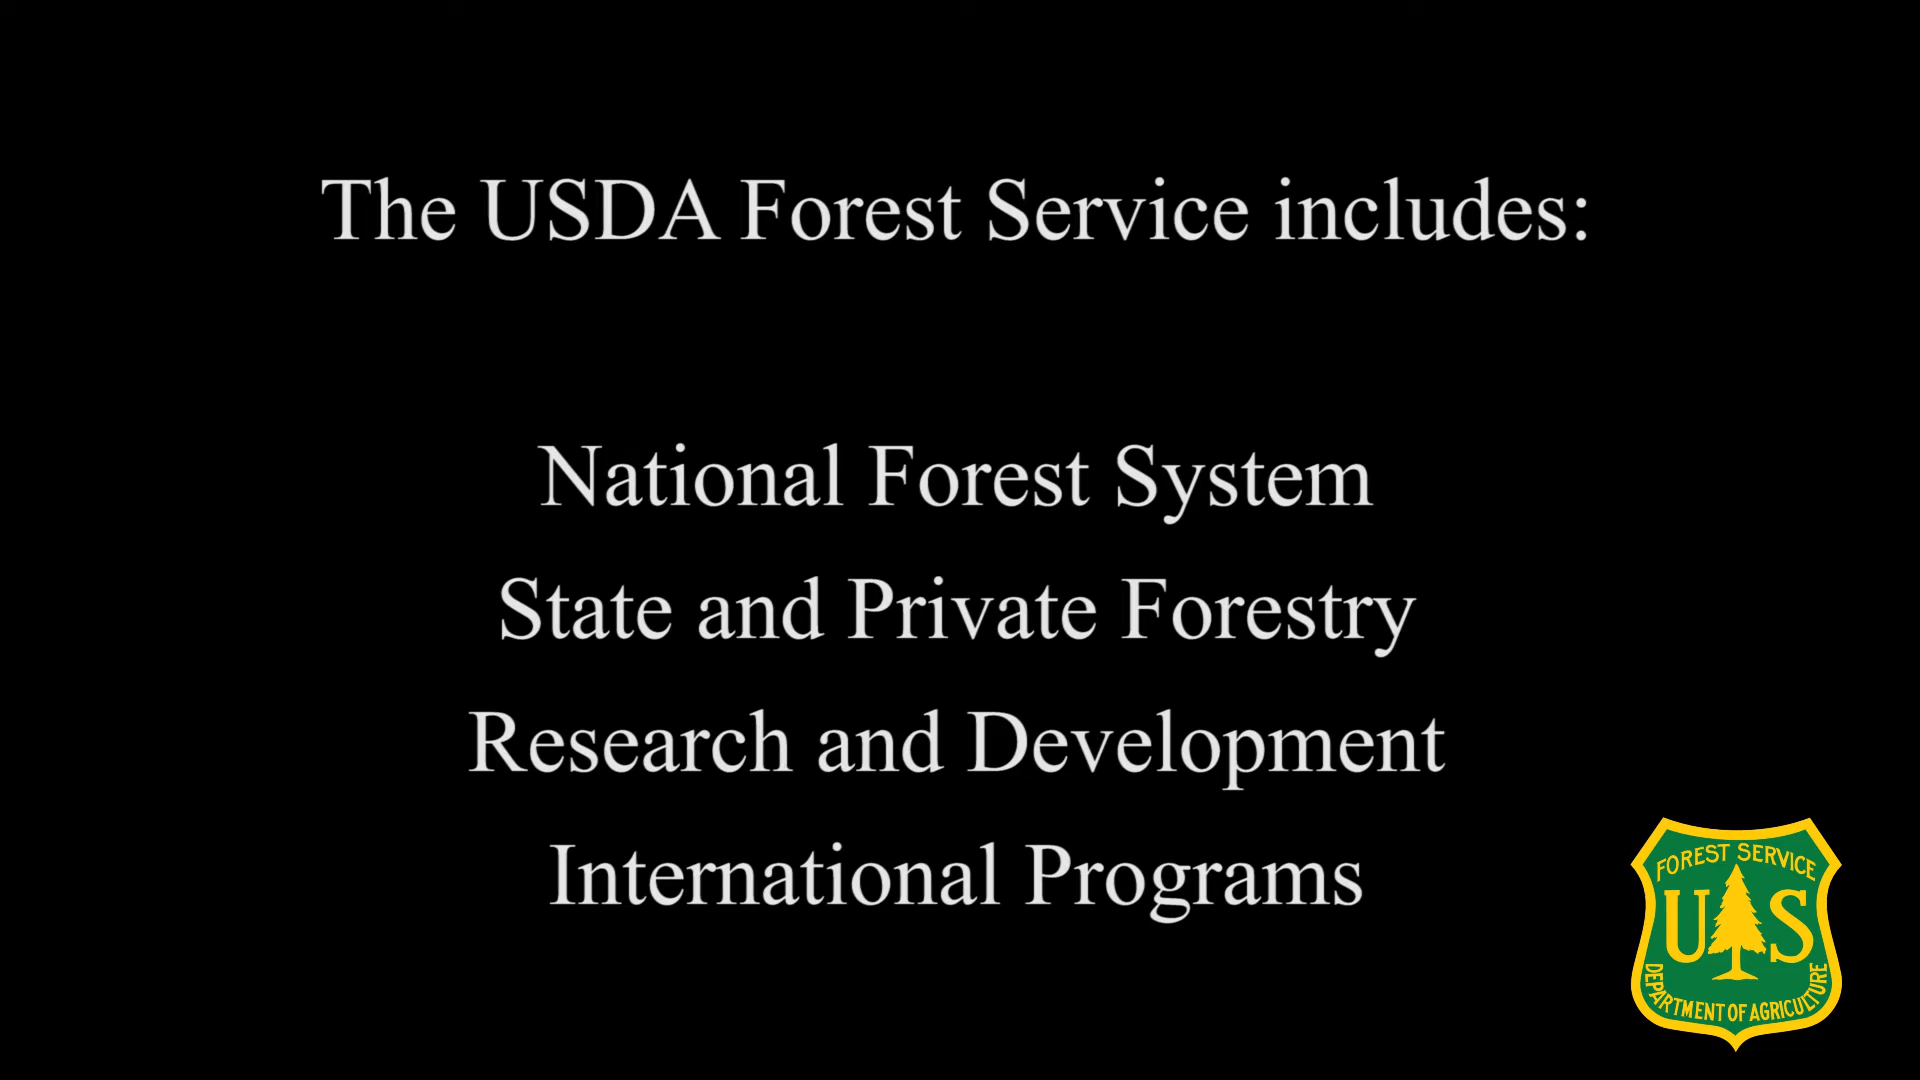 The USDA Forest Service includes:
National Forest System
State and Private Forestry
Research and Development
International Programs
FOREST SERVICE
U S
DEPARTMENT OF AGRICULTURE